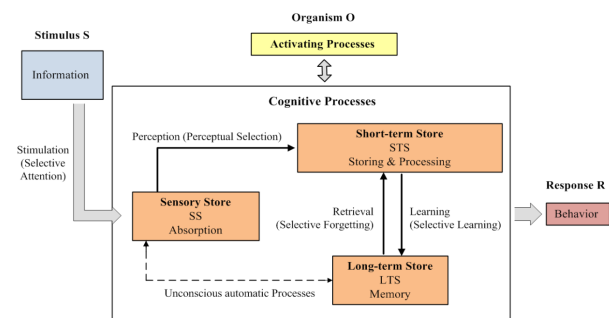 Organism O
Stimulus S
Activating Processes
Information
Cognitive Processes
Short-term Store
STS
Storing & Processing
Perception (Perceptual Selection)
Stimulation
(Selective
Attention)
Sensory Store
SS
Absorption
Retrieval
(Selective Forgetting)
Learning
(Selective Learning)
Response R
Behavior
Long-term Store
LTS
Memory
Unconscious automatic Processes